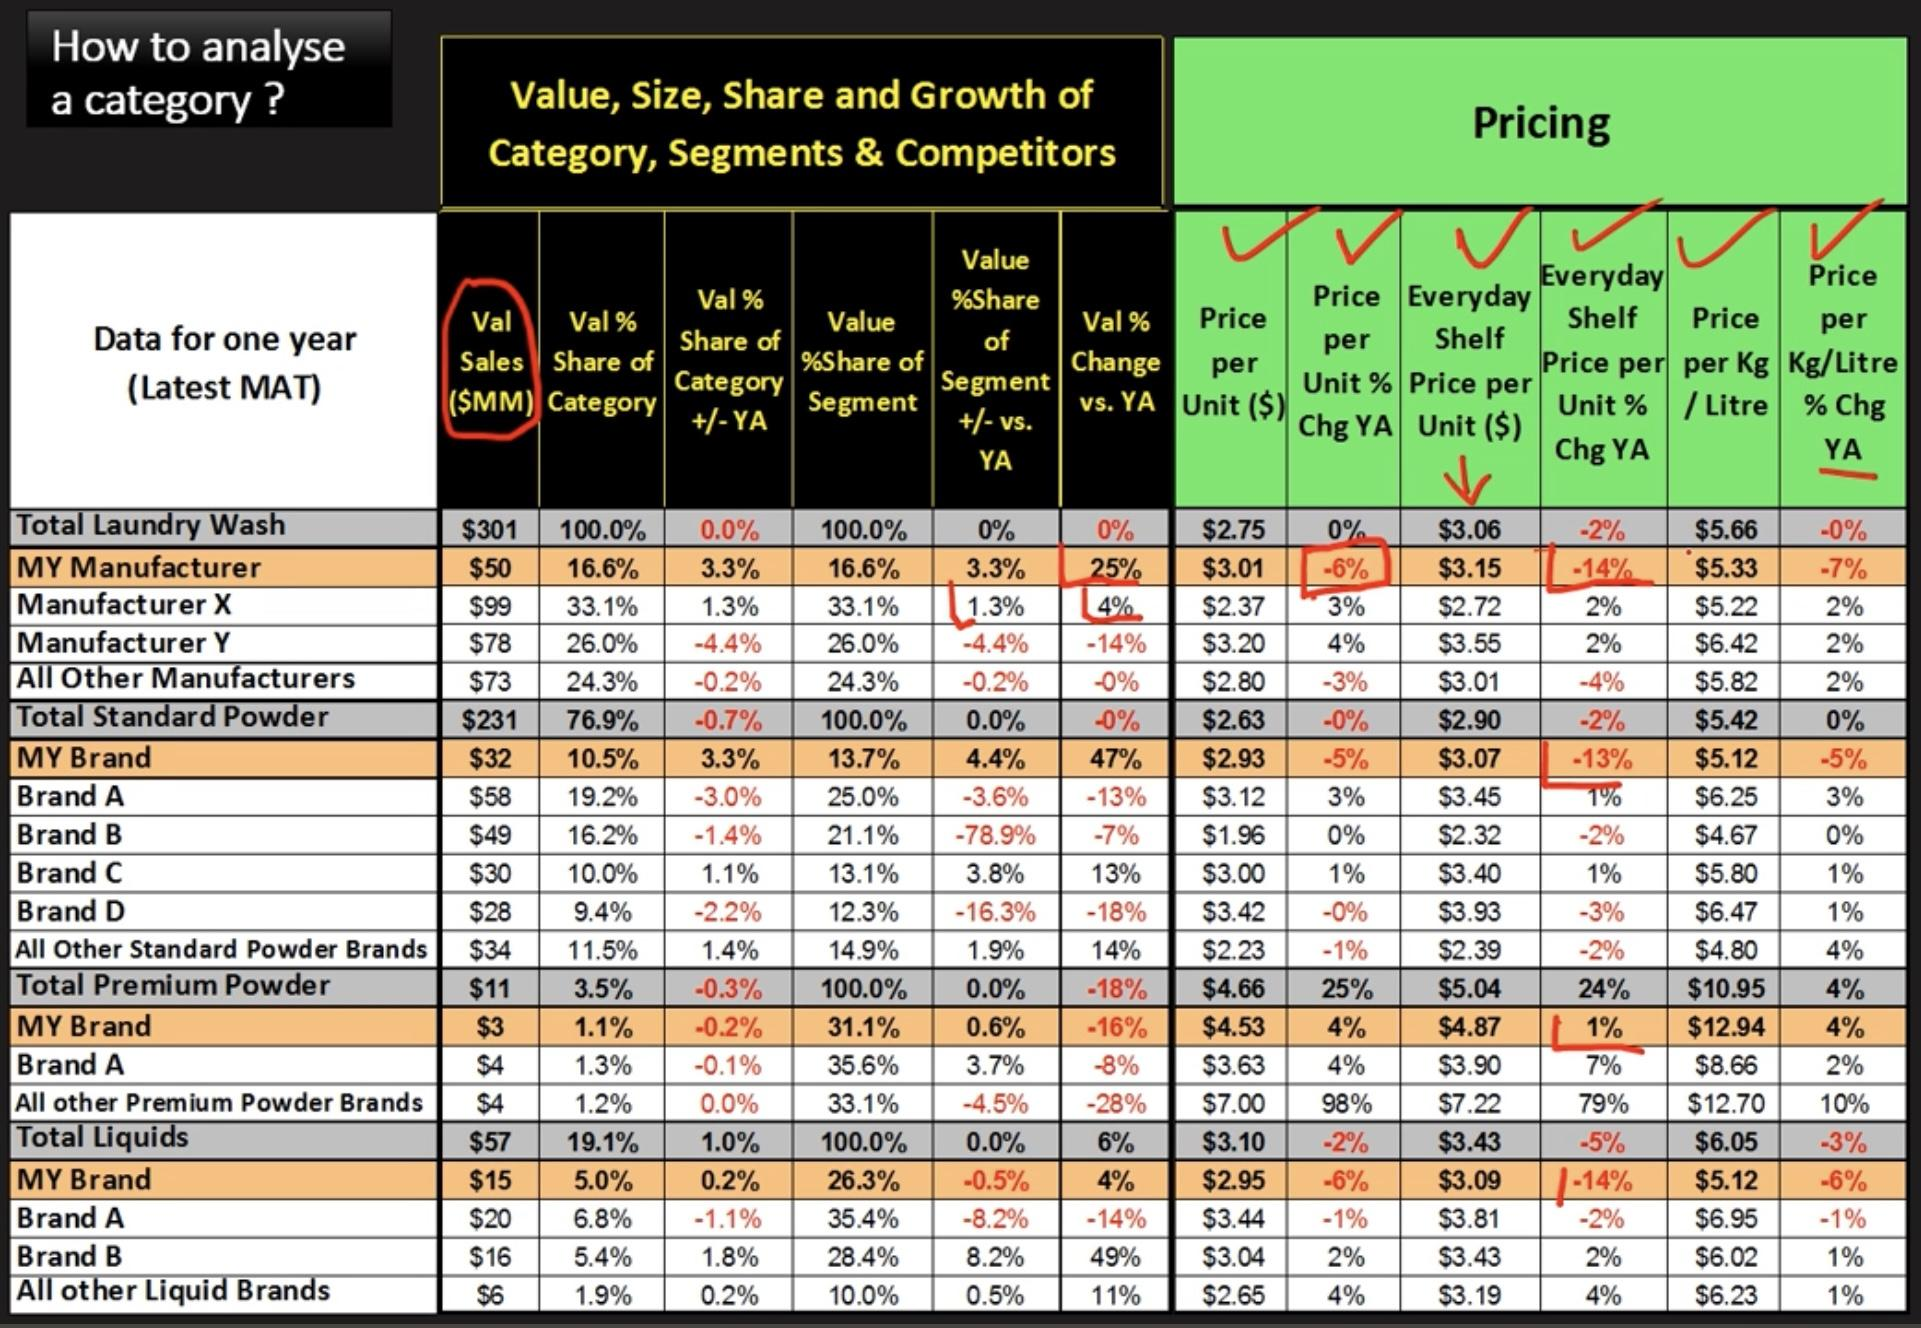 How to analyse
a category ?
Value, Size, Share and Growth of
Category, Segments & Competitors
Pricing
Data for one year
(Latest MAT)
Val
Sales
($MM)
Val %
Share of
Category
Val %
Share of
Category
+/- YA
Value
%Share of
Segment
Value
%Share
of
Segment
+/- vs.
YA
Val %
Change
vs. YA
Price
per
Unit ($)
Price
per
Unit %
Chg YA
Everyday
Shelf
Price per
Unit ($)
Everyday
Shelf
Price per
Unit %
Chg YA
Price
per Kg
/ Litre
Price
per
Kg/Litre
% Chg
YA
Total Laundry Wash $301 100.0% 0.0% 100.0% 0% 0% $2.75 0% $3.06 -2% $5.66 -0%
MY Manufacturer $50 16.6% 3.3% 16.6% 3.3% 25% $3.01 -6% $3.15 -14% $5.33 -7%
Manufacturer X $99 33.1% 1.3% 33.1% 1.3% 4% $2.37 3% $2.72 2% $5.22 2%
Manufacturer Y $78 26.0% -4.4% 26.0% -4.4% -14% $3.20 4% $3.55 2% $6.42 2%
All Other Manufacturers $73 24.3% -0.2% 24.3% -0.2% -0% $2.80 -3% $3.01 -4% $5.82 2%
Total Standard Powder $231 76.9% -0.7% 100.0% 0.0% -0% $2.63 -0% $2.90 -2% $5.42 0%
MY Brand $32 10.5% 3.3% 13.7% 4.4% 47% $2.93 -5% $3.07 -13% $5.12 -5%
Brand A $58 19.2% -3.0% 25.0% -3.6% -13% $3.12 3% $3.45 1% $6.25 3%
Brand B $49 16.2% -1.4% 21.1% -78.9% -7% $1.96 0% $2.32 -2% $4.67 0%
Brand C $30 10.0% 1.1% 13.1% 3.8% 13% $3.00 1% $3.40 1% $5.80 1%
Brand D $28 9.4% -2.2% 12.3% -16.3% -18% $3.42 -0% $3.93 -3% $6.47 1%
All Other Standard Powder Brands $34 11.5% 1.4% 14.9% 1.9% 14% $2.23 -1% $2.39 -2% $4.80 4%
Total Premium Powder $11 3.5% -0.3% 100.0% 0.0% -18% $4.66 25% $5.04 24% $10.95 4%
MY Brand $3 1.1% -0.2% 31.1% 0.6% -16% $4.53 4% $4.87 1% $12.94 4%
Brand A $4 1.3% -0.1% 35.6% 3.7% -8% $3.63 4% $3.90 7% $8.66 2%
All other Premium Powder Brands $4 1.2% 0.0% 33.1% -4.5% -28% $7.00 98% $7.22 79% $12.70 10%
Total Liquids $57 19.1% 1.0% 100.0% 0.0% 6% $3.10 -2% $3.43 -5% $6.05 -3%
MY Brand $15 5.0% 0.2% 26.3% -0.5% 4% $2.95 -6% $3.09 -14% $5.12 -6%
Brand A $20 6.8% -1.1% 35.4% -8.2% -14% $3.44 -1% $3.81 -2% $6.95 -1%
Brand B $16 5.4% 1.8% 28.4% 8.2% 49% $3.04 2% $3.43 2% $6.02 1%
All other Liquid Brands $6 1.9% 0.2% 10.0% 0.5% 11% $2.65 4% $3.19 4% $6.23 1%